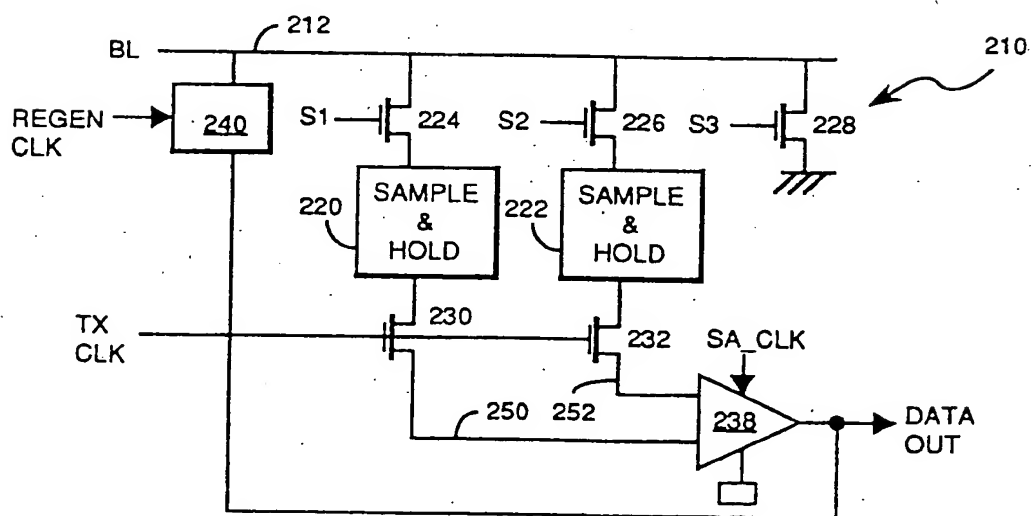 212
BL
210
REGEN
CLK
240
S1
224
S2
226
S3
228
220
SAMPLE
&
HOLD
222
SAMPLE
&
HOLD
TX
CLK
230
232
SA_CLK
250
252
238
DATA
OUT